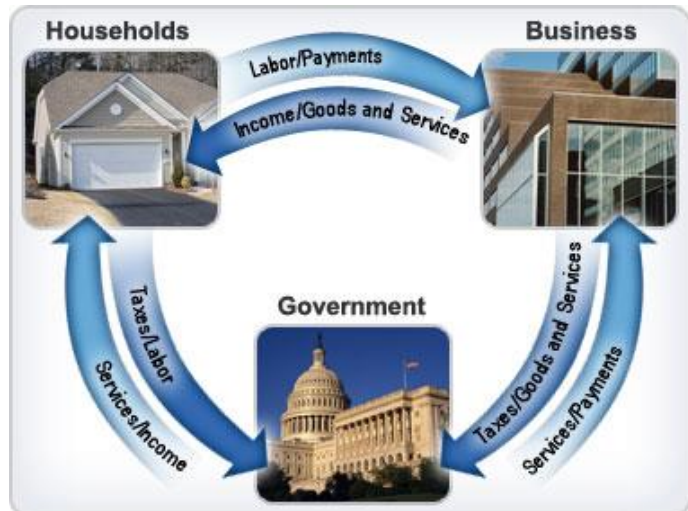 Households
Business
Labor/Payments
Income/Goods and Services
Government
Taxes/Labor
Services/Income
Taxes/Goods and Services
Services/Payments